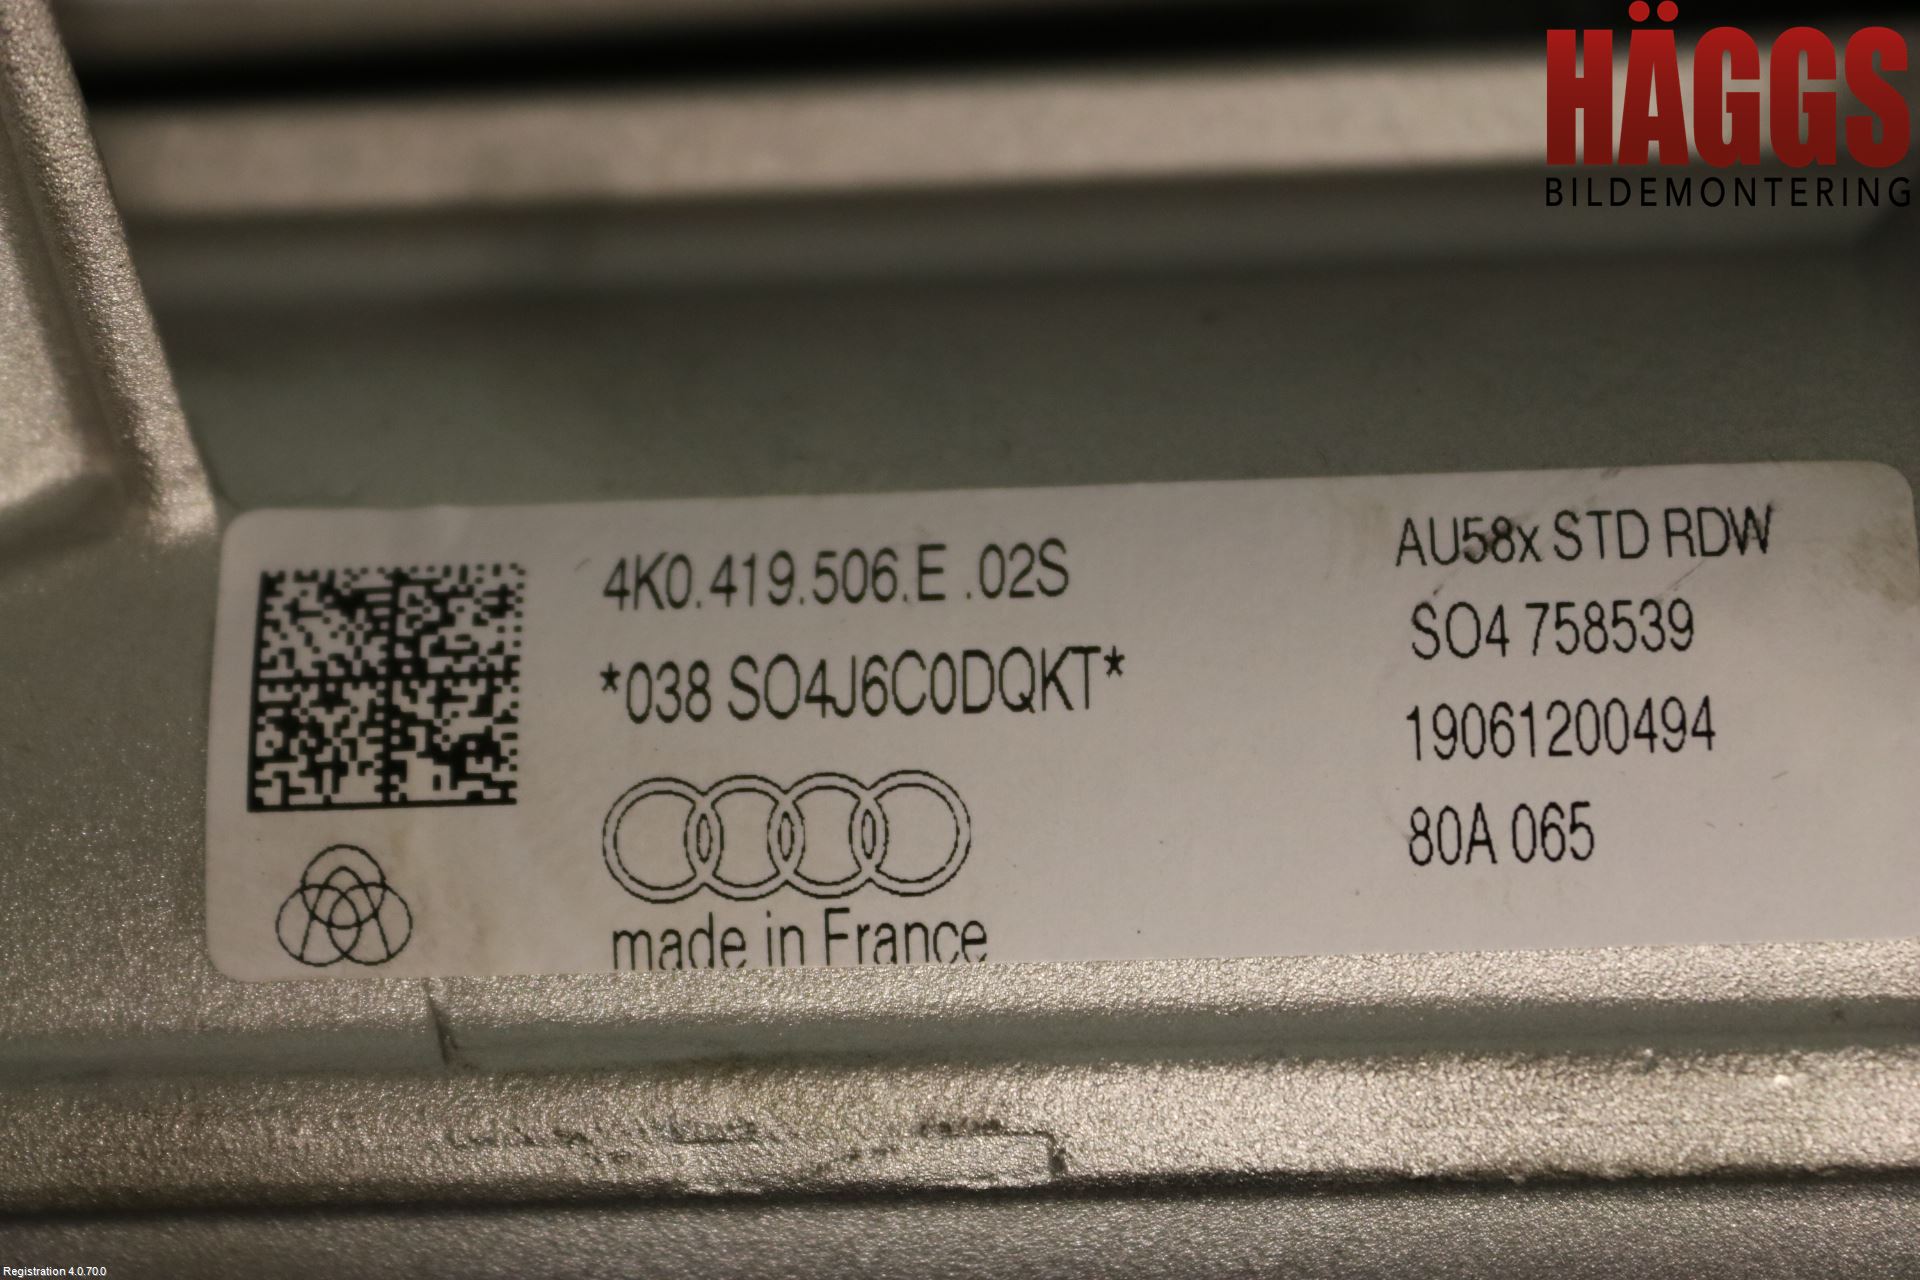 HÄGGS
BILDEMONTERING
4K0.419.506.E .02S
*038 SO4J6C0DQKT*
made in France
AU58x STD RDW
SO4 758539
19061200494
80A 065
Registration 4.0.70.0